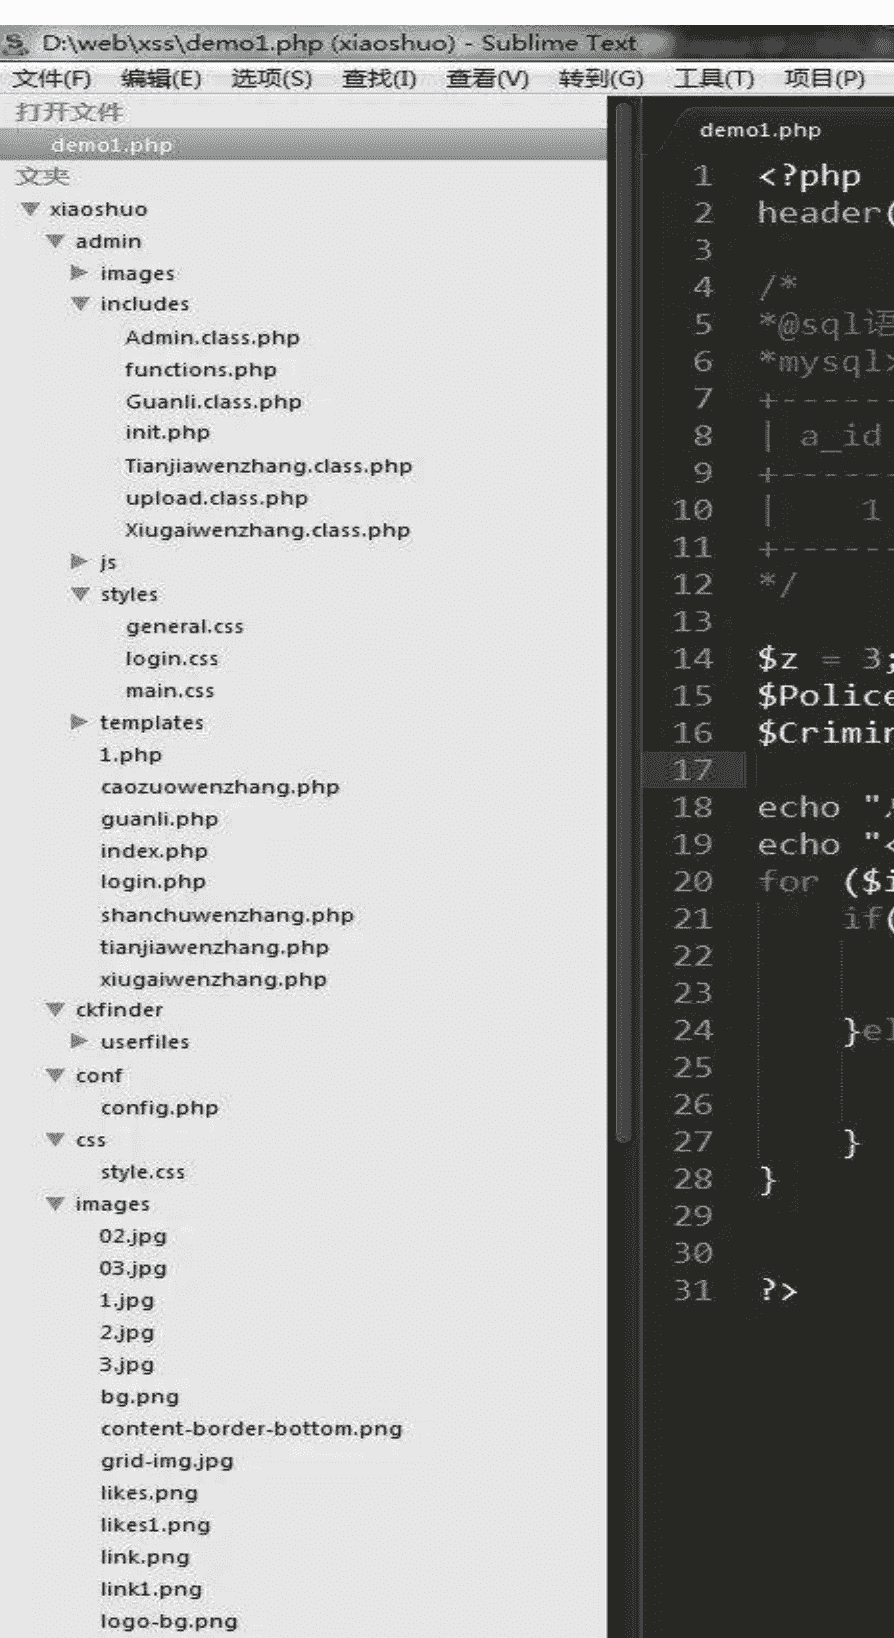 D:\web\xss\demo1.php (xiaoshuo) - Sublime Text
文件(F) 编辑(E) 选项(S) 查找(I) 查看(V) 转到(G) 工具(T) 项目(P)
打开文件
demo1.php
文夹
xiaoshuo
admin
images
includes
Admin.class.php
functions.php
Guanli.class.php
init.php
Tianjiawenzhang.class.php
upload.class.php
Xiugaiwenzhang.class.php
js
styles
general.css
login.css
main.css
templates
1.php
caozuowenzhang.php
guanli.php
index.php
login.php
shanchuwenzhang.php
tianjiawenzhang.php
xiugaiwenzhang.php
ckfinder
userfiles
conf
config.php
css
style.css
images
02.jpg
03.jpg
1.jpg
2.jpg
3.jpg
bg.png
content-border-bottom.png
grid-img.jpg
likes.png
likes1.png
link.png
link1.png
logo-bg.png
demo1.php
1 <?php
2 header(
3
4 /*
5 *@sql语
6 *mysql>
7 +------
8 | a_id
9 +------
10 | 1
11 +------
12 */
13
14 $z = 3;
15 $Police
16 $Crimin
17
18 echo "
19 echo "<
20 for ($i
21 if(
22
23
24 }el
25
26
27 }
28 }
29
30
31 ?>